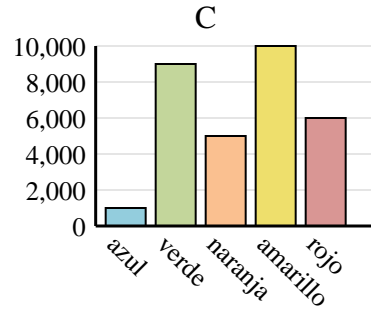 C
10,000
8,000
6,000
4,000
2,000
0
azul
verde
naranja
amarillo
rojo